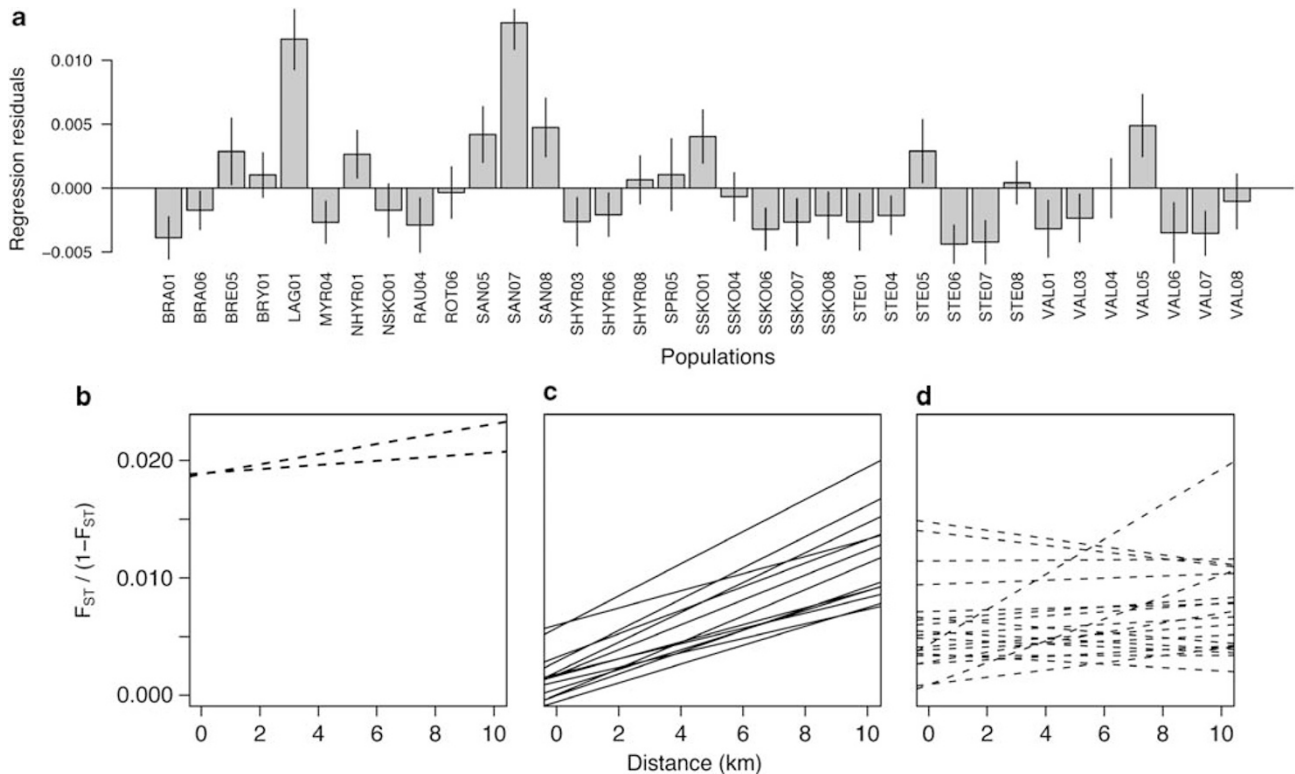 a
Regression residuals
0.010
0.005
0.000
−0.005
BRA01
BRA06
BRE05
BRY01
LAG01
MYR04
NHYR01
NSKO01
RAU04
ROT06
SAN05
SAN07
SAN08
SHYR03
SHYR06
SHYR08
SPR05
SSKO01
SSKO04
SSKO06
SSKO07
SSKO08
STE01
STE04
STE05
STE06
STE07
STE08
VAL01
VAL03
VAL04
VAL05
VAL06
VAL07
VAL08
Populations
b
c
d
F_ST / (1−F_ST)
0.020
0.010
0.000
0 2 4 6 8 10
0 2 4 6 8 10
0 2 4 6 8 10
Distance (km)